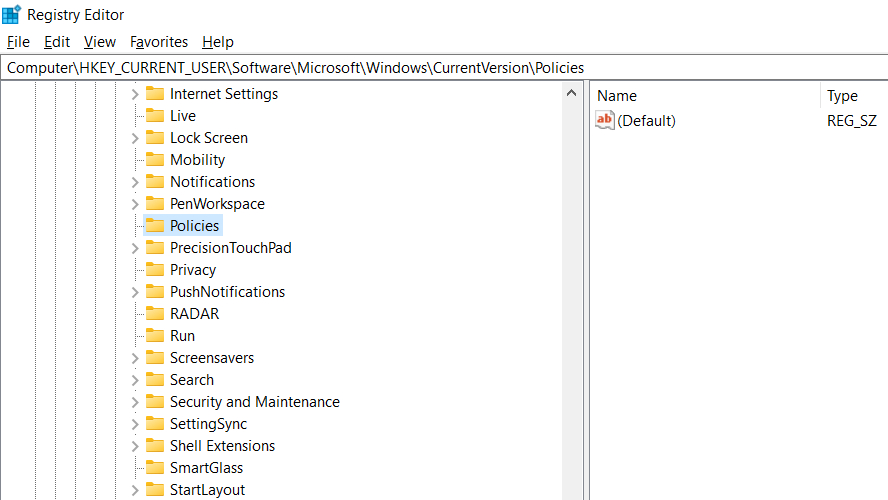 Registry Editor
File Edit View Favorites Help
Computer\HKEY_CURRENT_USER\Software\Microsoft\Windows\CurrentVersion\Policies
Internet Settings
Live
Lock Screen
Mobility
Notifications
PenWorkspace
Policies
PrecisionTouchPad
Privacy
PushNotifications
RADAR
Run
Screensavers
Search
Security and Maintenance
SettingSync
Shell Extensions
SmartGlass
StartLayout
Name Type
ab (Default) REG_SZ